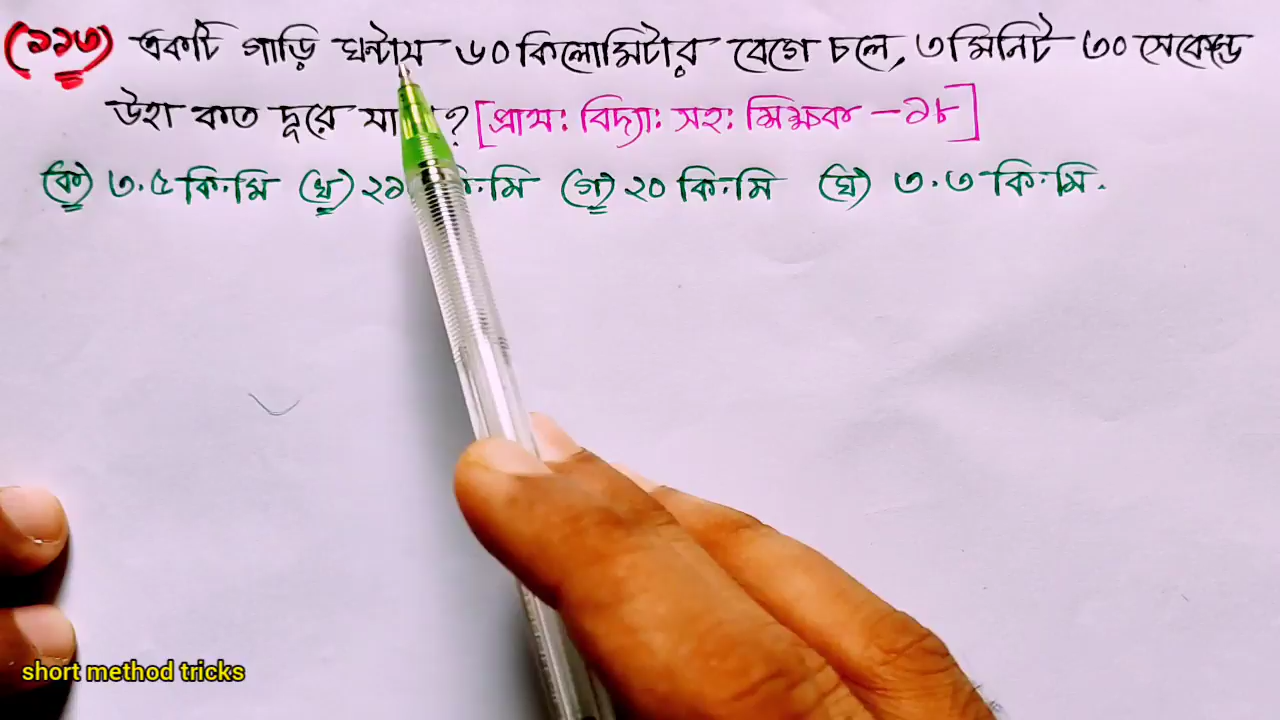 (১১৩) একটি গাড়ি ঘন্টায় ৬০ কিলোমিটার বেগে চলে, ৩ মিনিট ৩০ সেকেন্ডে
উহা কত দূরে ? [প্রাথ: বিদ্যা: সহ: শিক্ষক - ১৮]
(ক) ৩.৫ কি.মি (খ) ২১ কি.মি (গ) ২০ কি.মি (ঘ) ৩.৩ কি.মি.
short method tricks